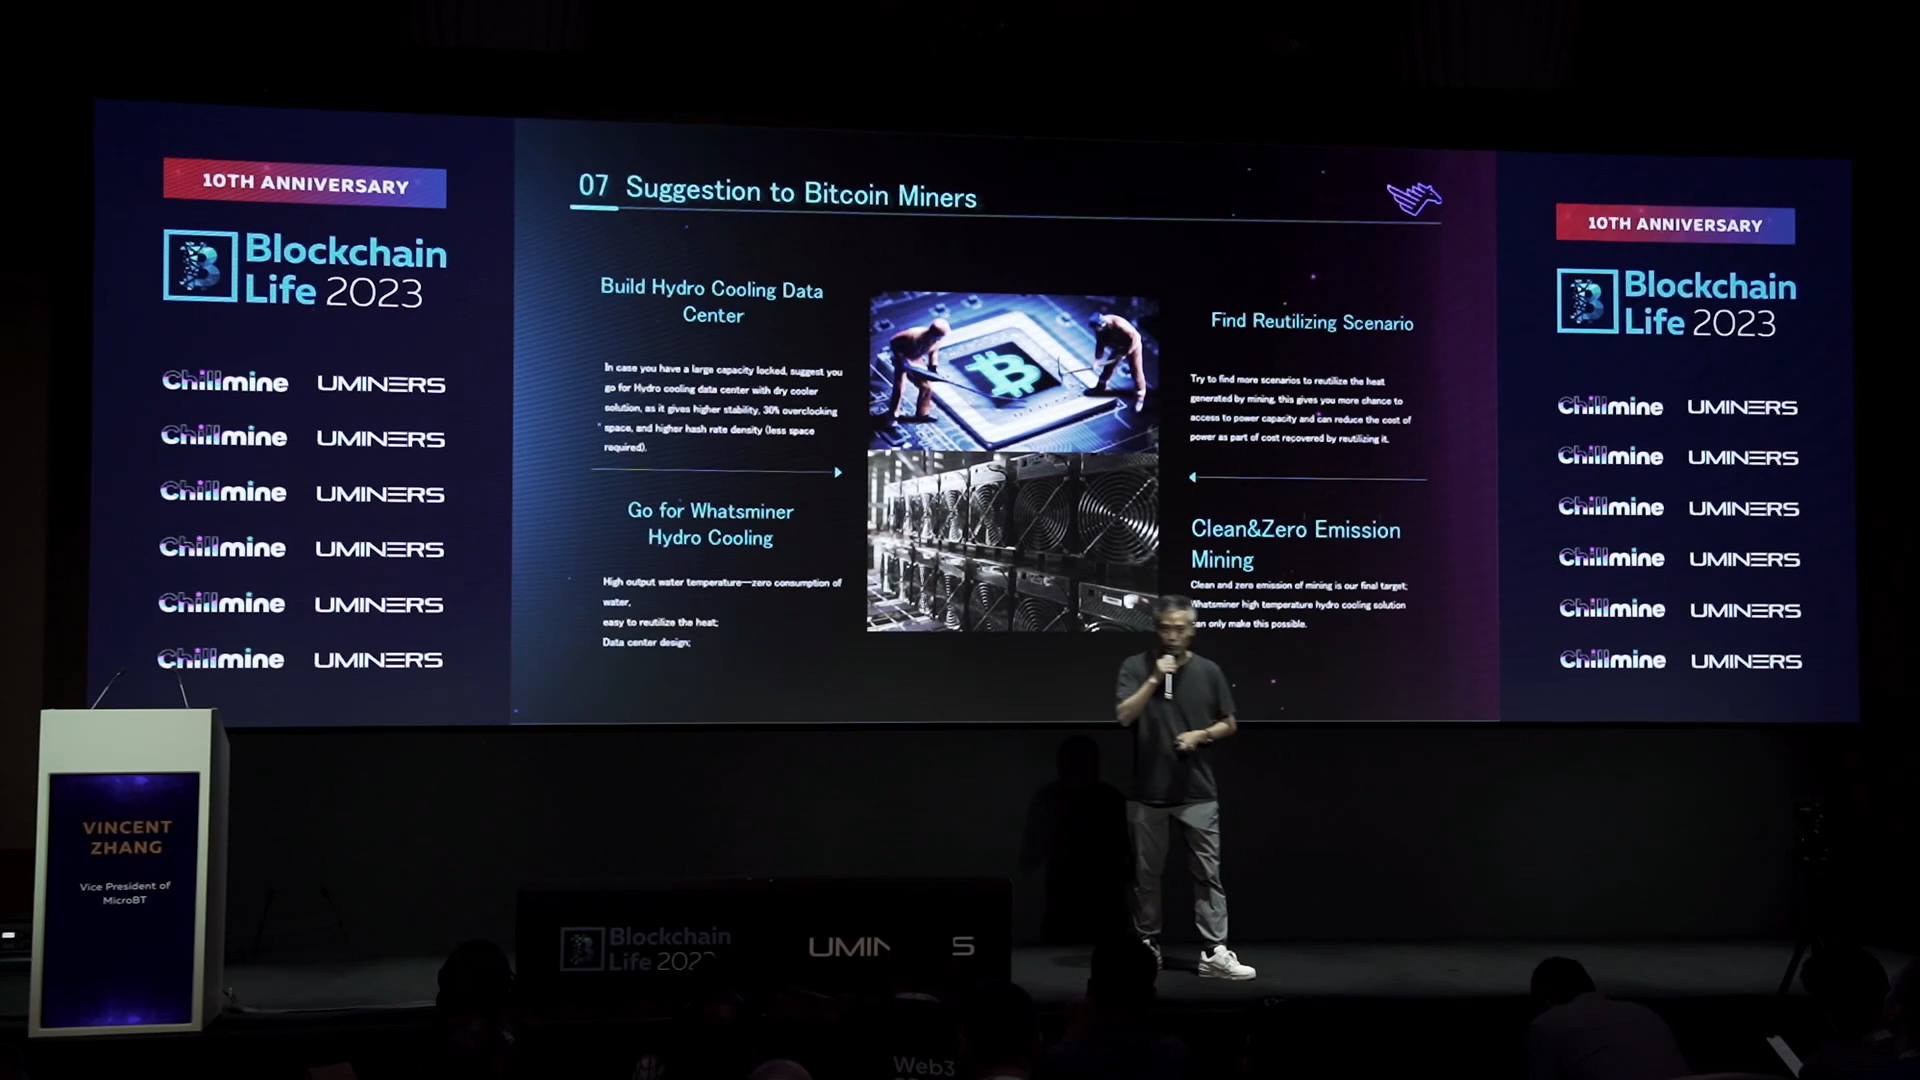 10TH ANNIVERSARY
Blockchain
Life 2023
Chillmine UMINERS
Chillmine UMINERS
Chillmine UMINERS
Chillmine UMINERS
Chillmine UMINERS
Chillmine UMINERS
07 Suggestion to Bitcoin Miners
Build Hydro Cooling Data
Center
In case you have a large capacity locked, suggest you
go for Hydro cooling data center with dry cooler
solution, as it gives higher stability, 30% overclocking
space, and higher hash rate density (less space
required).
Go for Whatsminer
Hydro Cooling
High output water temperature—zero consumption of
water,
easy to reutilize the heat;
Data center design;
Find Reutilizing Scenario
Try to find more scenarios to reutilize the heat
generated by mining, this gives you more chance to
access to power capacity and can reduce the cost of
power as part of cost recovered by reutilizing it.
Clean&Zero Emission
Mining
Clean and zero emission of mining is our final target;
Whatsminer high temperature hydro cooling solution
can only make this possible.
10TH ANNIVERSARY
Blockchain
Life 2023
Chillmine UMINERS
Chillmine UMINERS
Chillmine UMINERS
Chillmine UMINERS
Chillmine UMINERS
Chillmine UMINERS
VINCENT
ZHANG
Vice President of
MicroBT
Blockchain
Life 202
UMIN S
Web3